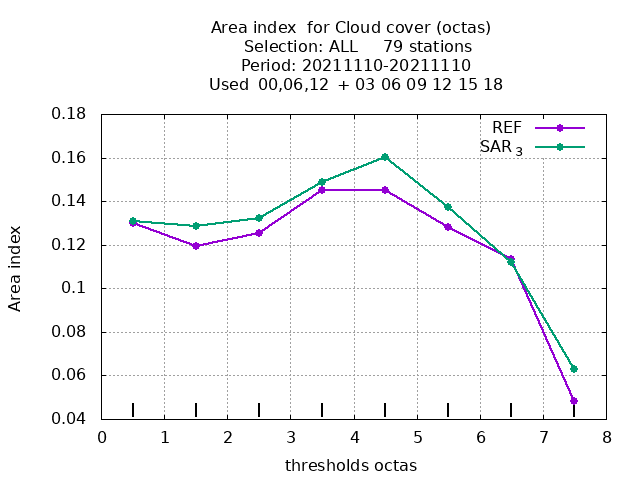 Area index  for Cloud cover (octas)
Selection: ALL     79 stations
Period: 20211110-20211110
Used  00,06,12  + 03 06 09 12 15 18
REF
SAR 3
0.18
0.16
0.14
0.12
0.1
0.08
0.06
0.04
Area index
0 1 2 3 4 5 6 7 8
thresholds octas